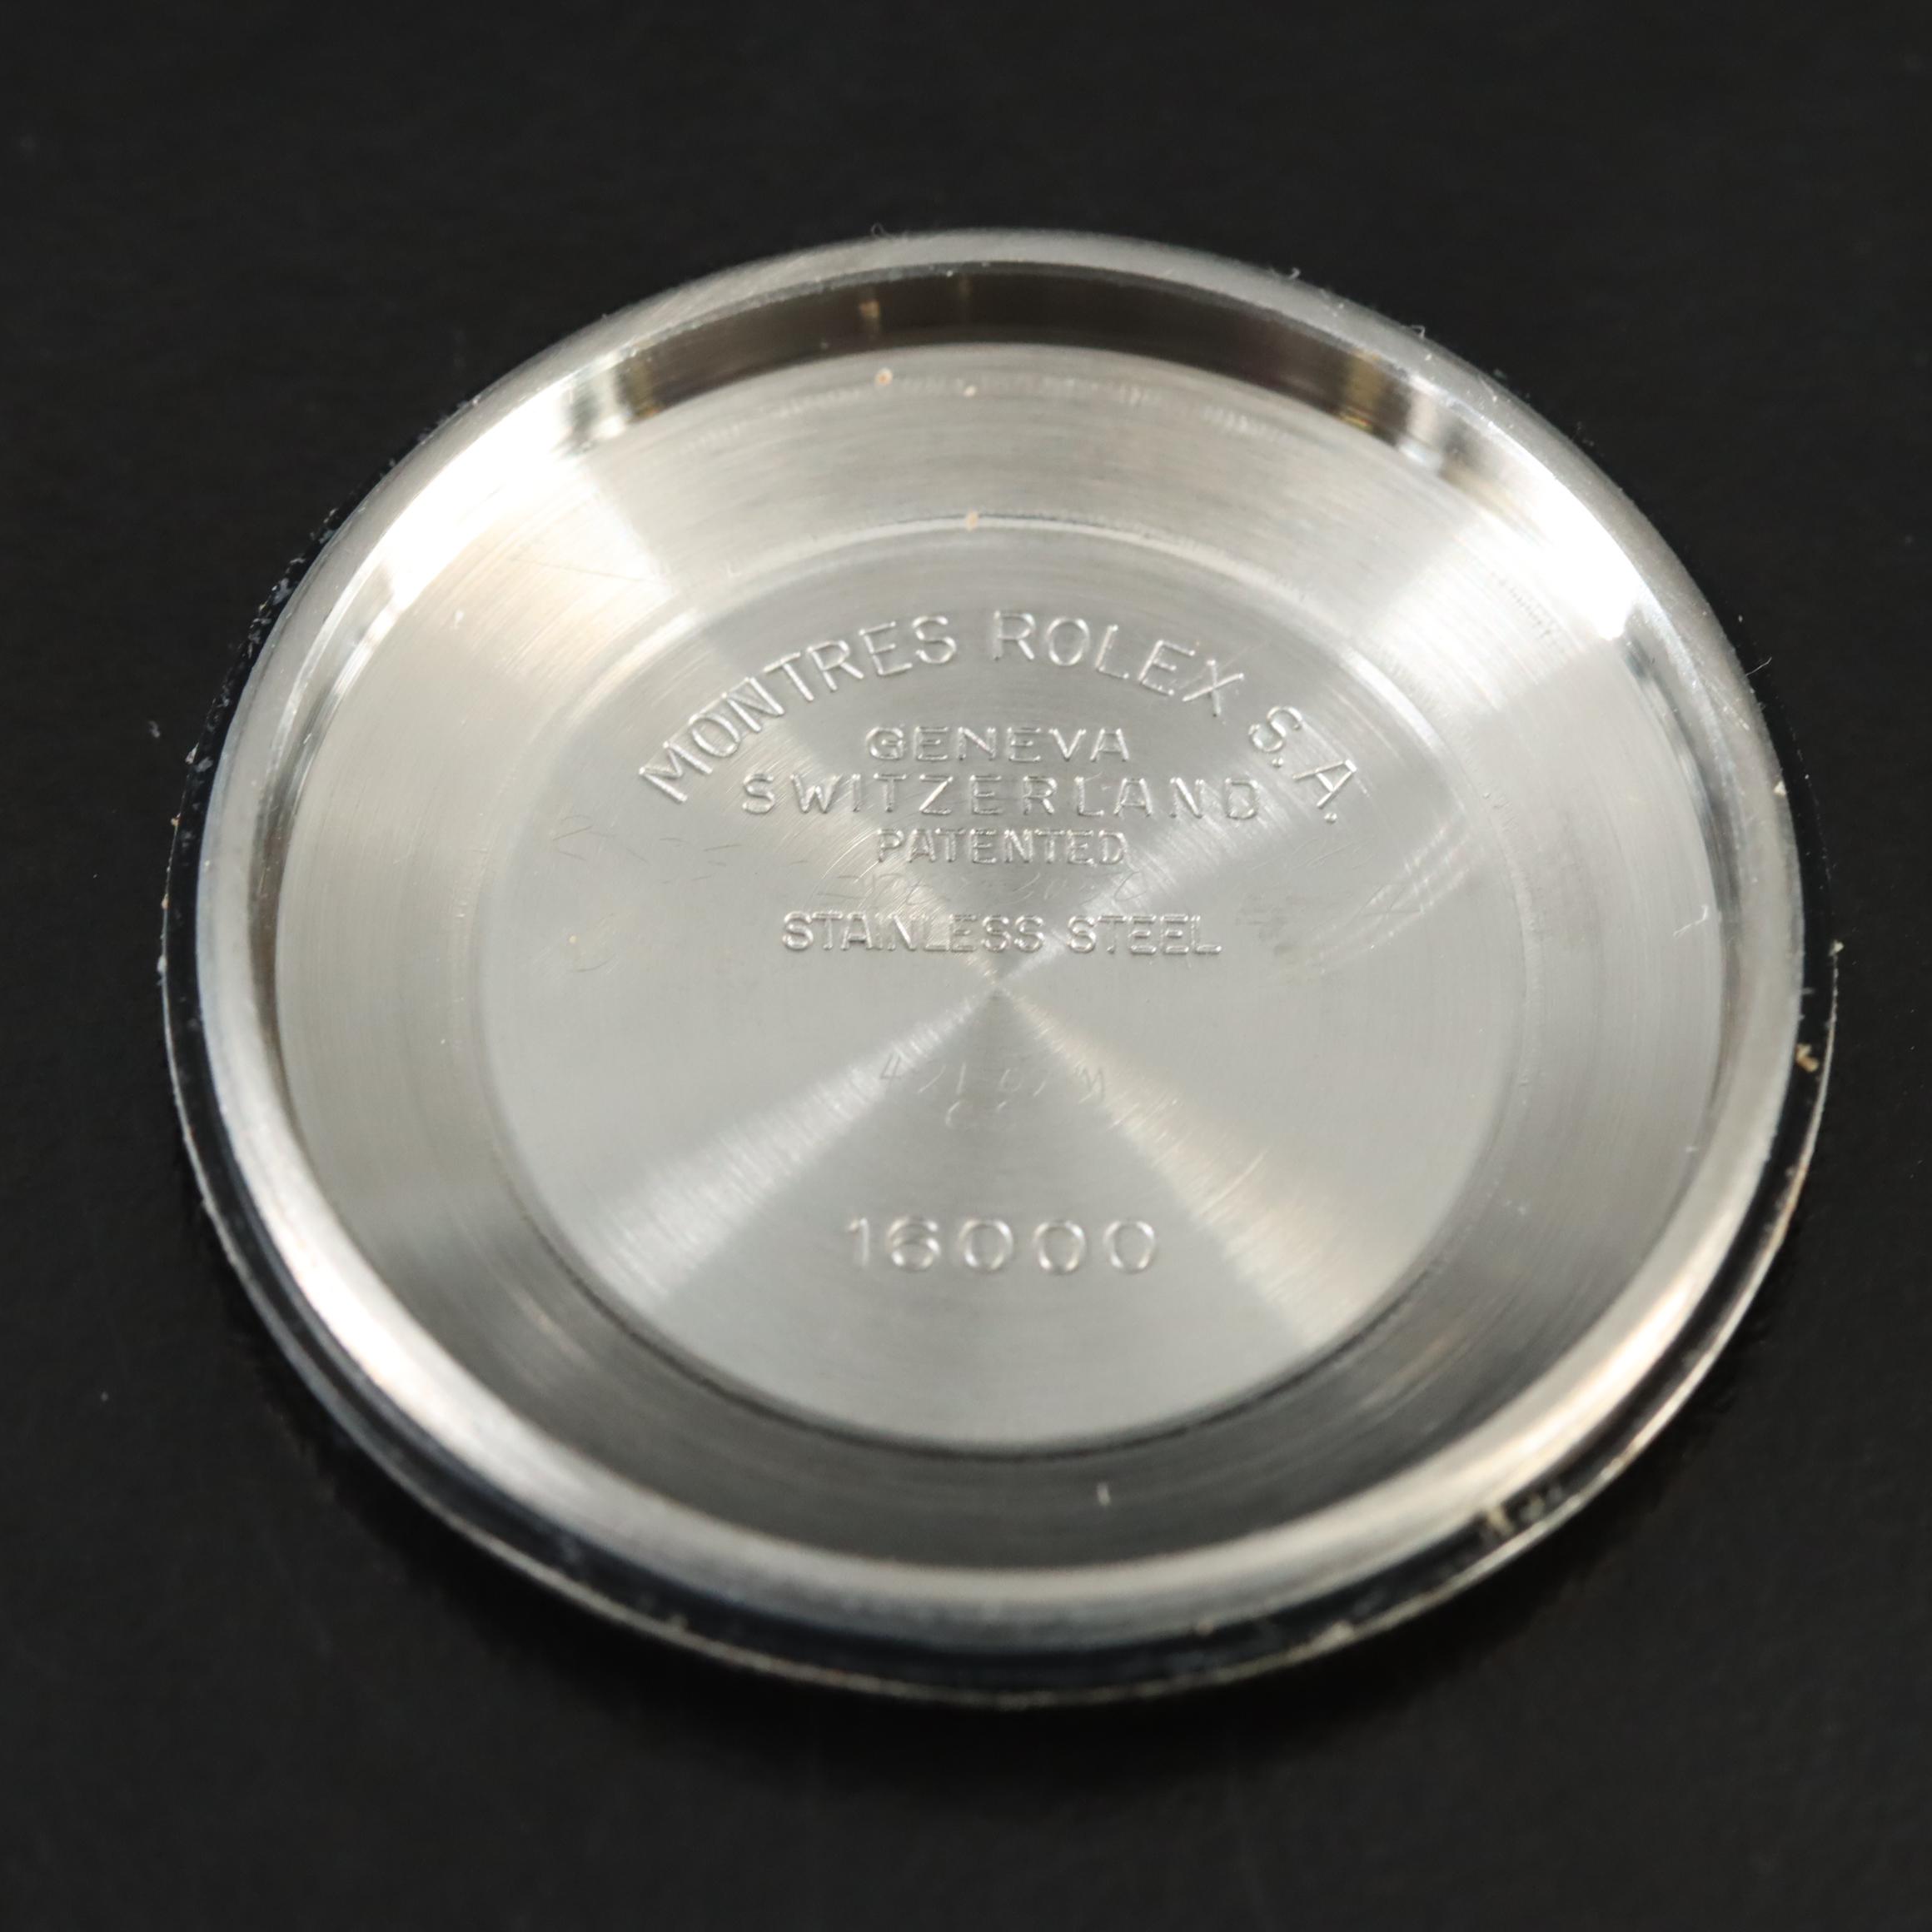 MONTRES ROLEX S.A.
GENEVA
SWITZERLAND
PATENTED
STAINLESS STEEL
16000